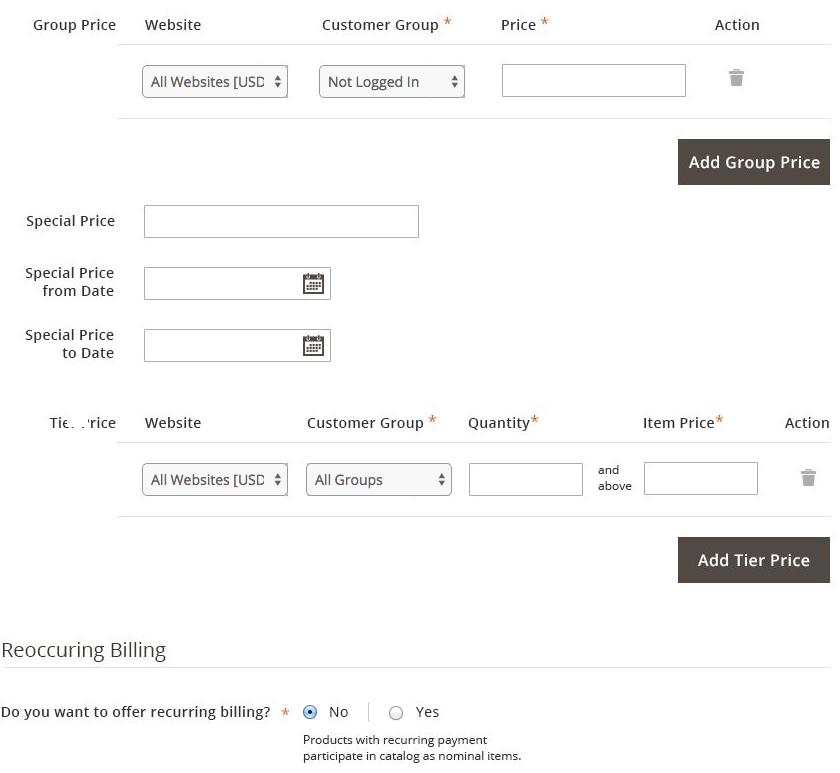 Group Price Website Customer Group * Price * Action
All Websites [USD Not Logged In
Add Group Price
Special Price
Special Price
from Date
Special Price
to Date
Website Customer Group * Quantity* Item Price* Action
All Websites [USD All Groups and
above
Add Tier Price
Reoccuring Billing
Do you want to offer recurring billing? * No Yes
Products with recurring payment
participate in catalog as nominal items.